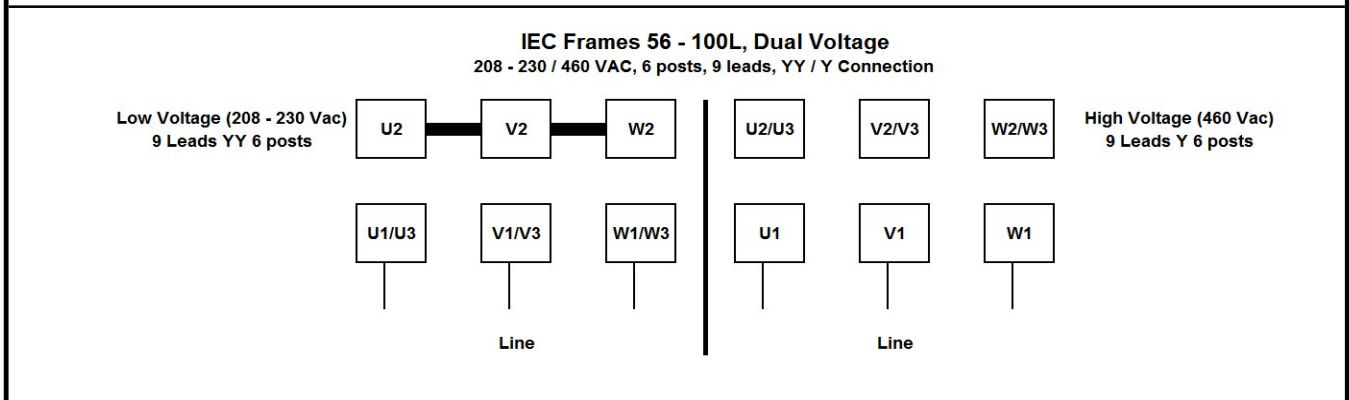 IEC Frames 56 - 100L, Dual Voltage
208 - 230 / 460 VAC, 6 posts, 9 leads, YY / Y Connection
Low Voltage (208 - 230 Vac)
9 Leads YY 6 posts
U2
V2
W2
U2/U3
V2/V3
W2/W3
High Voltage (460 Vac)
9 Leads Y 6 posts
U1/U3
V1/V3
W1/W3
U1
V1
W1
Line
Line